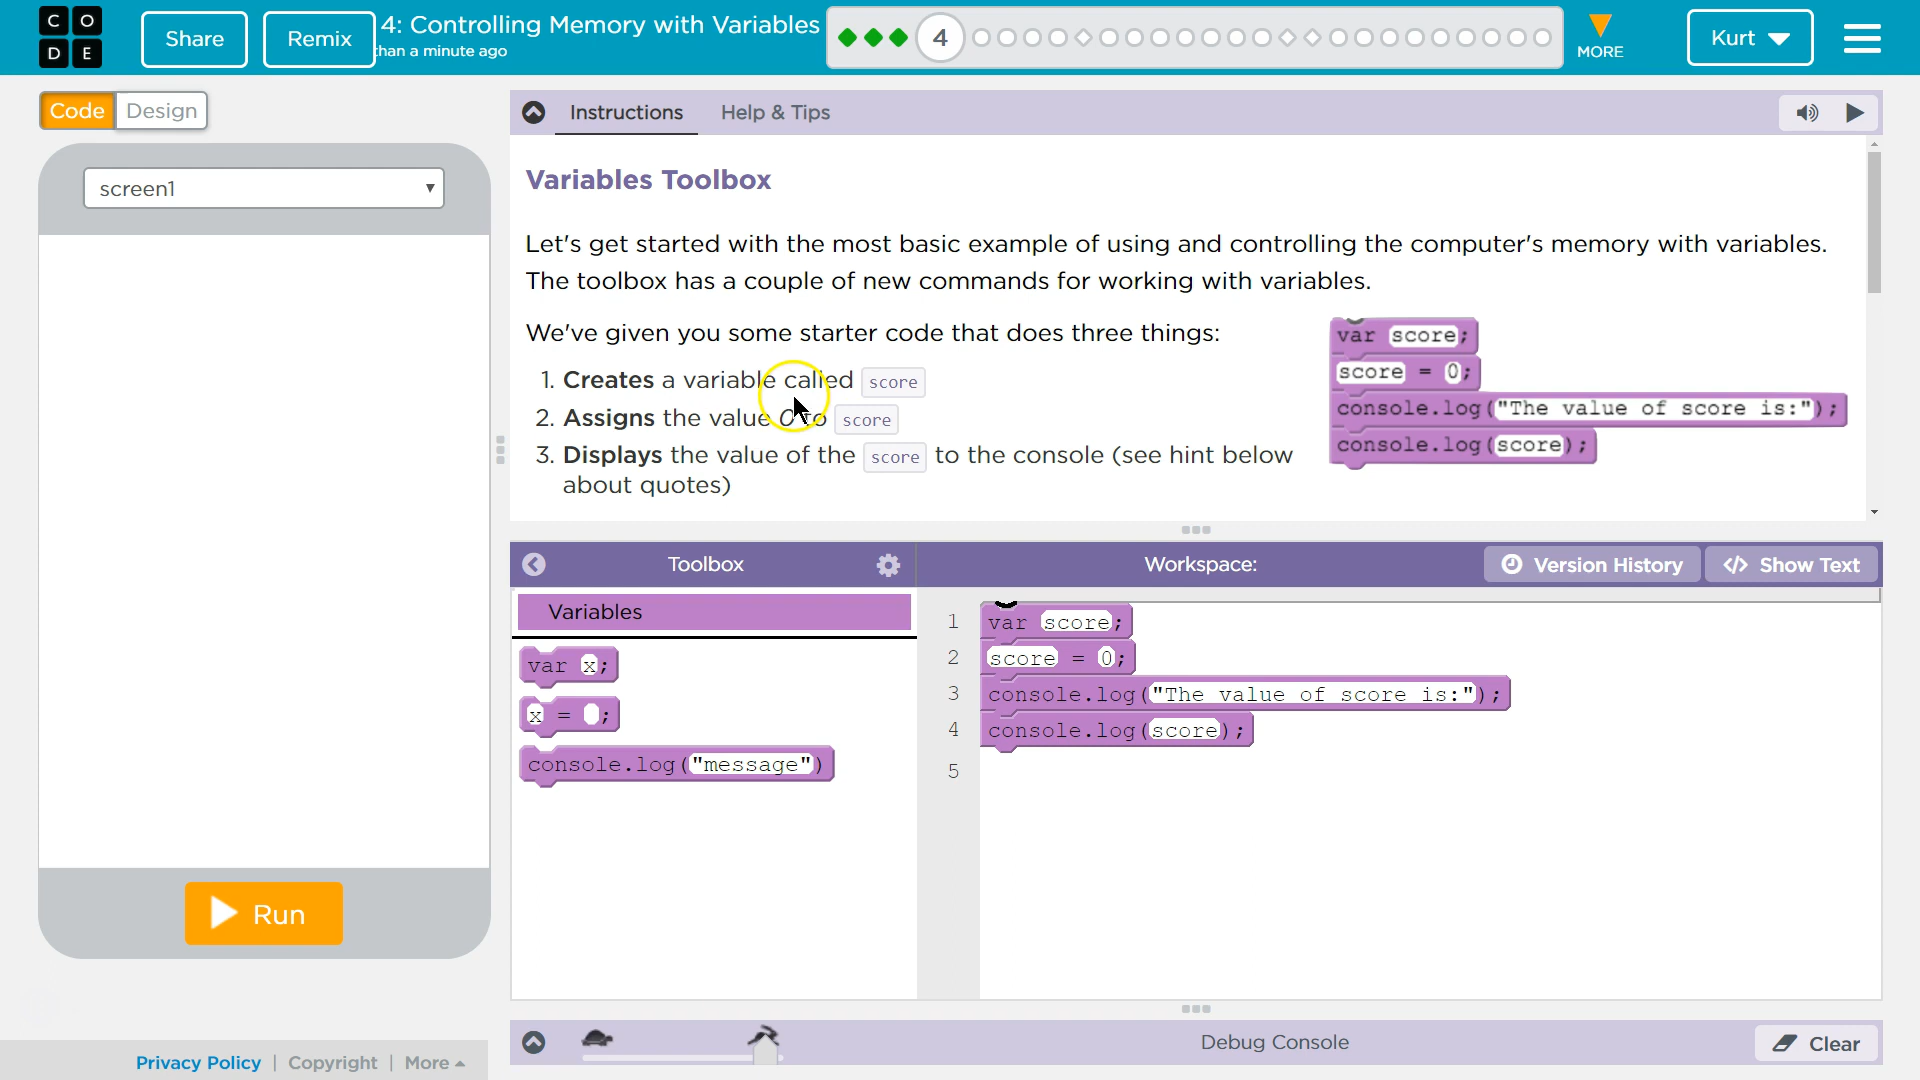 C O D E
Share
Remix
4: Controlling Memory with Variables
than a minute ago
4
MORE
Kurt
Code
Design
Instructions
Help & Tips
screen1
Variables Toolbox
Let's get started with the most basic example of using and controlling the computer's memory with variables.
The toolbox has a couple of new commands for working with variables.
We've given you some starter code that does three things:
1. Creates a variable called score
2. Assigns the value 0 to score
3. Displays the value of the score to the console (see hint below
about quotes)
var score;
score = 0;
console.log("The value of score is:");
console.log(score);
Toolbox
Workspace:
Version History
</> Show Text
Variables
var x;
x = ;
console.log("message")
1 var score;
2 score = 0;
3 console.log("The value of score is:");
4 console.log(score);
5
Run
Debug Console
Clear
Privacy Policy | Copyright | More